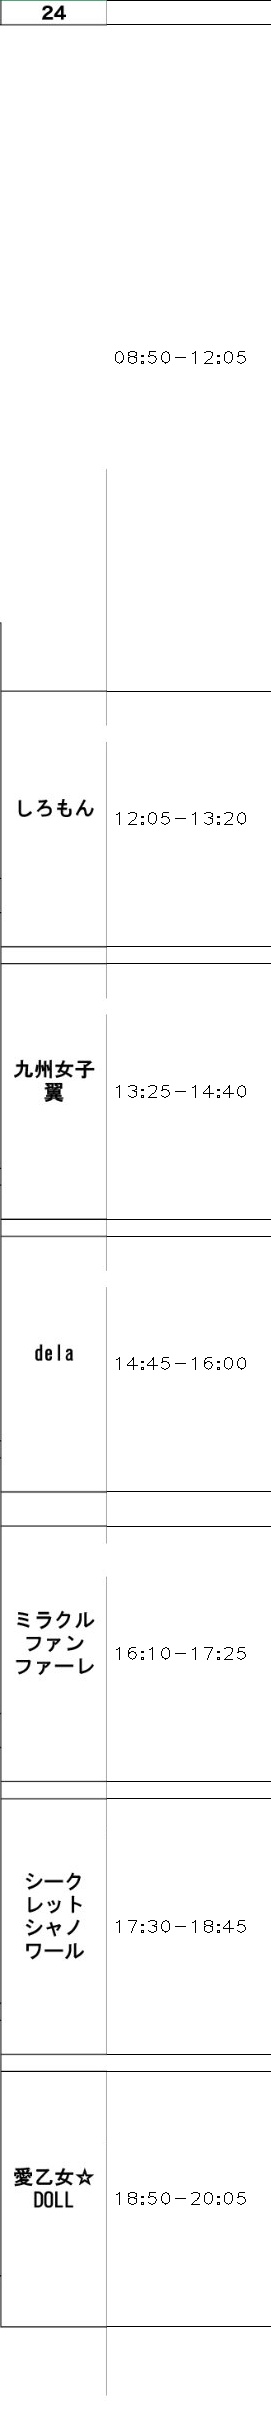 24
08:50-12:05
しろもん
12:05-13:20
九州女子
翼
13:25-14:40
dela
14:45-16:00
ミラクル
ファン
ファーレ
16:10-17:25
シーク
レット
シャノ
ワール
17:30-18:45
愛乙女☆
DOLL
18:50-20:05